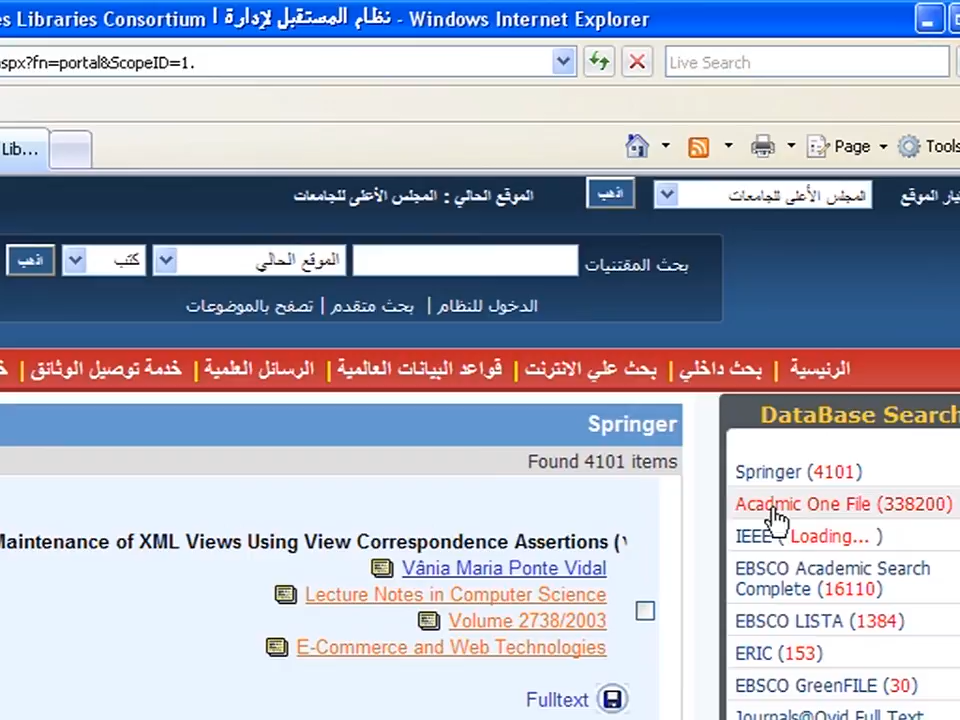 es Libraries Consortium نظام المستقبل لإدارة ا - Windows Internet Explorer
spx?fn=portal&ScopeID=1.
Live Search
Lib...
Page
Tools
يار الموقع
المجلس الأعلى للجامعات
اذهب
الموقع الحالي : المجلس الأعلى للجامعات
بحث المقتنيات
الموقع الحالي
كتب
اذهب
الدخول للنظام | بحث متقدم | تصفح بالموضوعات
الرئيسية | بحث داخلي | بحث علي الانترنت | قواعد البيانات العالمية | الرسائل العلمية | خدمة توصيل الوثائق |
Springer
Found 4101 items
Maintenance of XML Views Using View Correspondence Assertions (
Vânia Maria Ponte Vidal
Lecture Notes in Computer Science
Volume 2738/2003
E-Commerce and Web Technologies
Fulltext
DataBase Search
Springer (4101)
Acadmic One File (338200)
IEEE ( Loading... )
EBSCO Academic Search
Complete (16110)
EBSCO LISTA (1384)
ERIC (153)
EBSCO GreenFILE (30)
Journals@Ovid Full Text